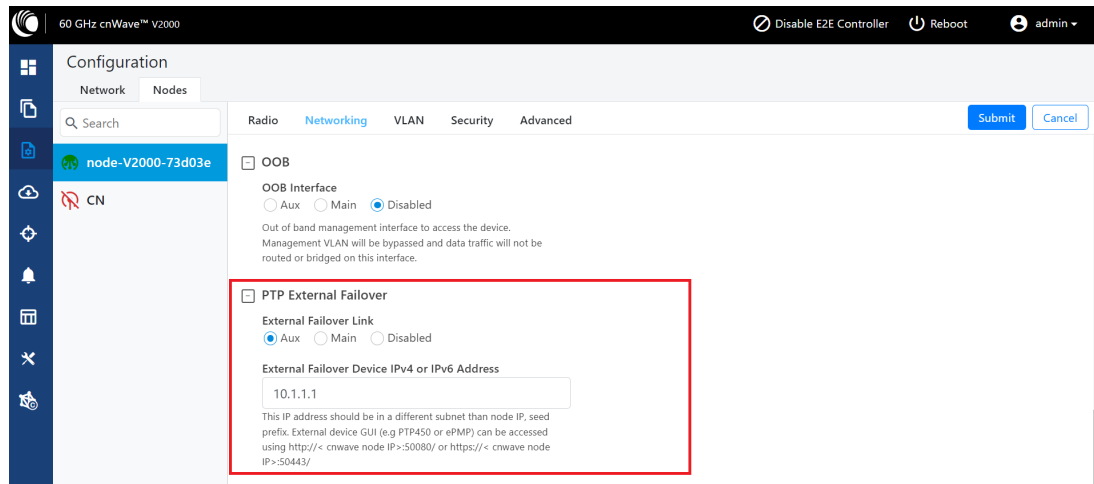 60 GHz cnWave™ V2000
Disable E2E Controller
Reboot
admin
Configuration
Network Nodes
Search
node-V2000-73d03e
CN
Radio Networking VLAN Security Advanced
Submit Cancel
OOB
OOB Interface
Aux Main Disabled
Out of band management interface to access the device.
Management VLAN will be bypassed and data traffic will not be
routed or bridged on this interface.
PTP External Failover
External Failover Link
Aux Main Disabled
External Failover Device IPv4 or IPv6 Address
10.1.1.1
This IP address should be in a different subnet than node IP, seed
prefix. External device GUI (e.g PTP450 or ePMP) can be accessed
using http://< cnwave node IP>:50080/ or https://< cnwave node
IP>:50443/